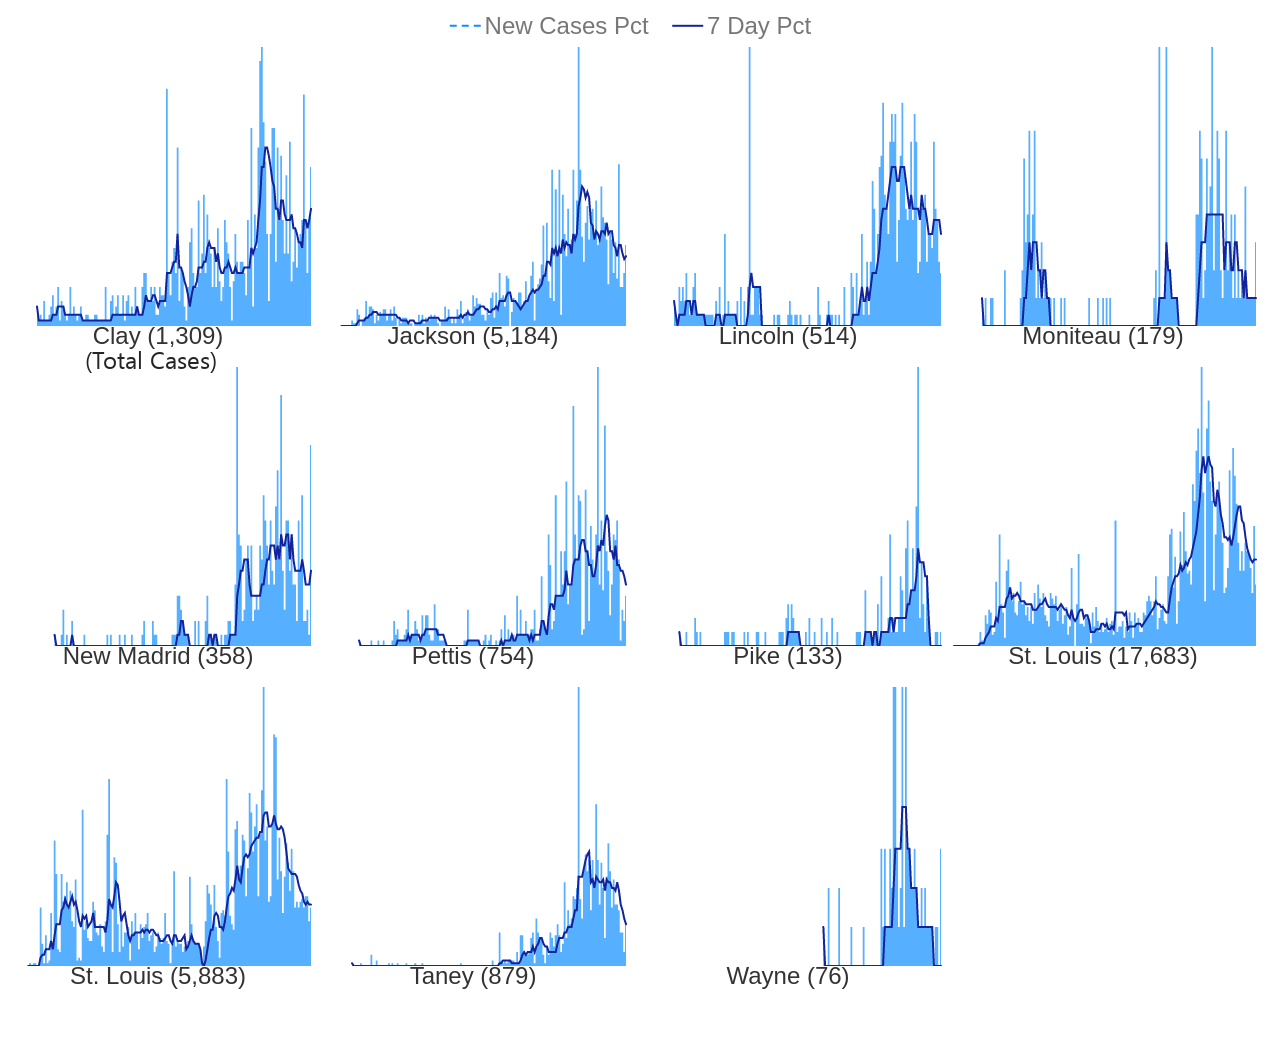 New Cases Pct 7 Day Pct
Clay (1,309) Jackson (5,184) Lincoln (514) Moniteau (179)
(Total Cases)
New Madrid (358) Pettis (754) Pike (133) St. Louis (17,683)
St. Louis (5,883) Taney (879) Wayne (76)